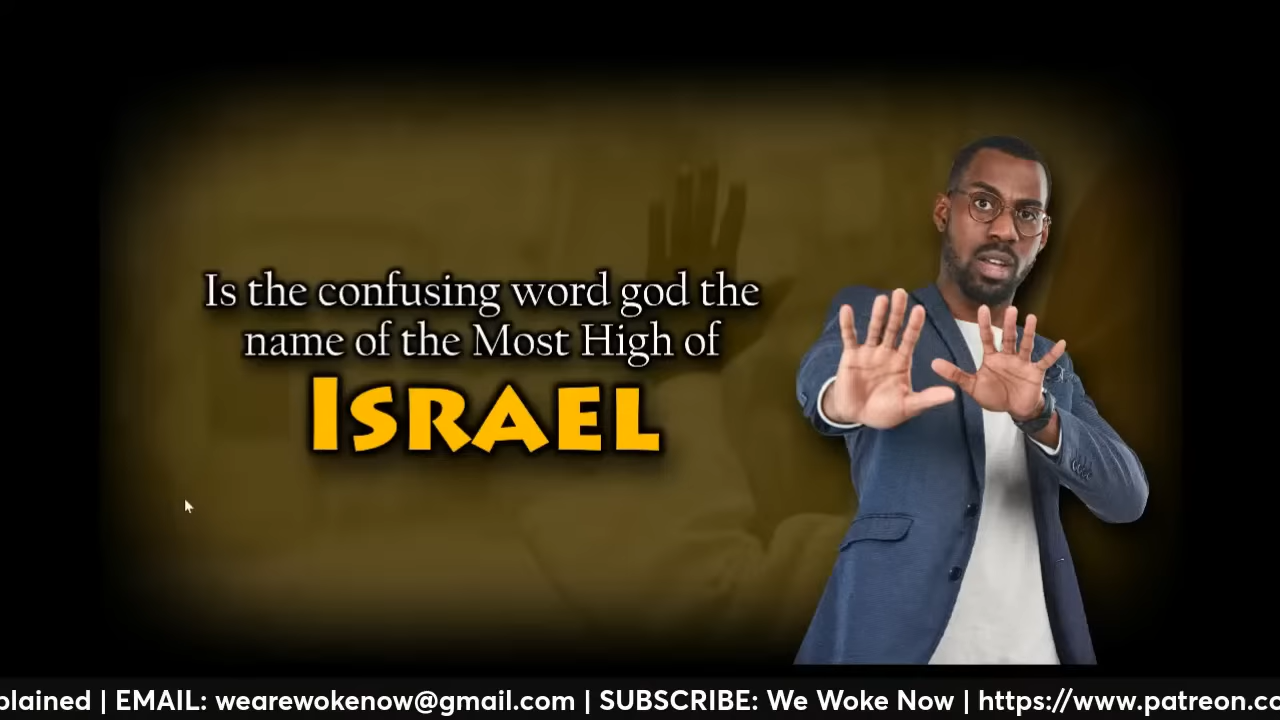 Is the confusing word god the
name of the Most High of
ISRAEL
plained | EMAIL: wearewokenow@gmail.com | SUBSCRIBE: We Woke Now | https://www.patreon.co